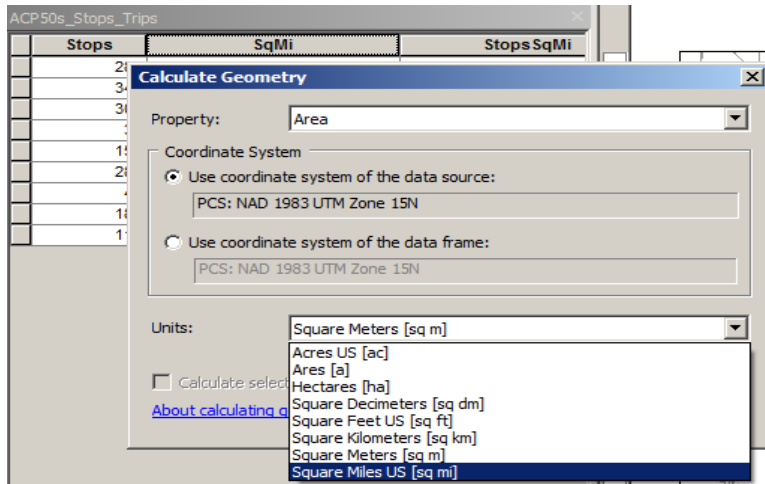 ACP50s_Stops_Trips
Stops SqMi StopsSqMi
Calculate Geometry
Property: Area
Coordinate System
Use coordinate system of the data source:
PCS: NAD 1983 UTM Zone 15N
Use coordinate system of the data frame:
PCS: NAD 1983 UTM Zone 15N
Units: Square Meters [sq m]
Acres US [ac]
Ares [a]
Calculate
Hectares [ha]
Square Decimeters [sq dm]
About calculating
Square Feet US [sq ft]
Square Kilometers [sq km]
Square Meters [sq m]
Square Miles US [sq mi]